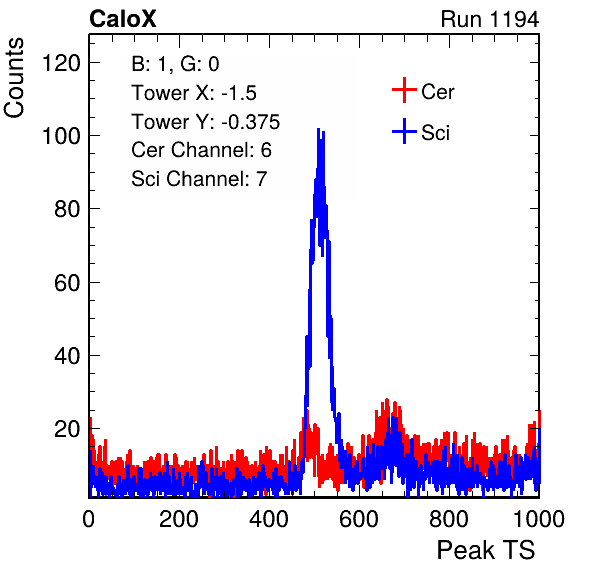 CaloX Run 1194
Counts
B: 1, G: 0
Tower X: -1.5
Tower Y: -0.375
Cer Channel: 6
Sci Channel: 7
Cer
Sci
120
100
80
60
40
20
0 200 400 600 800 1000
Peak TS